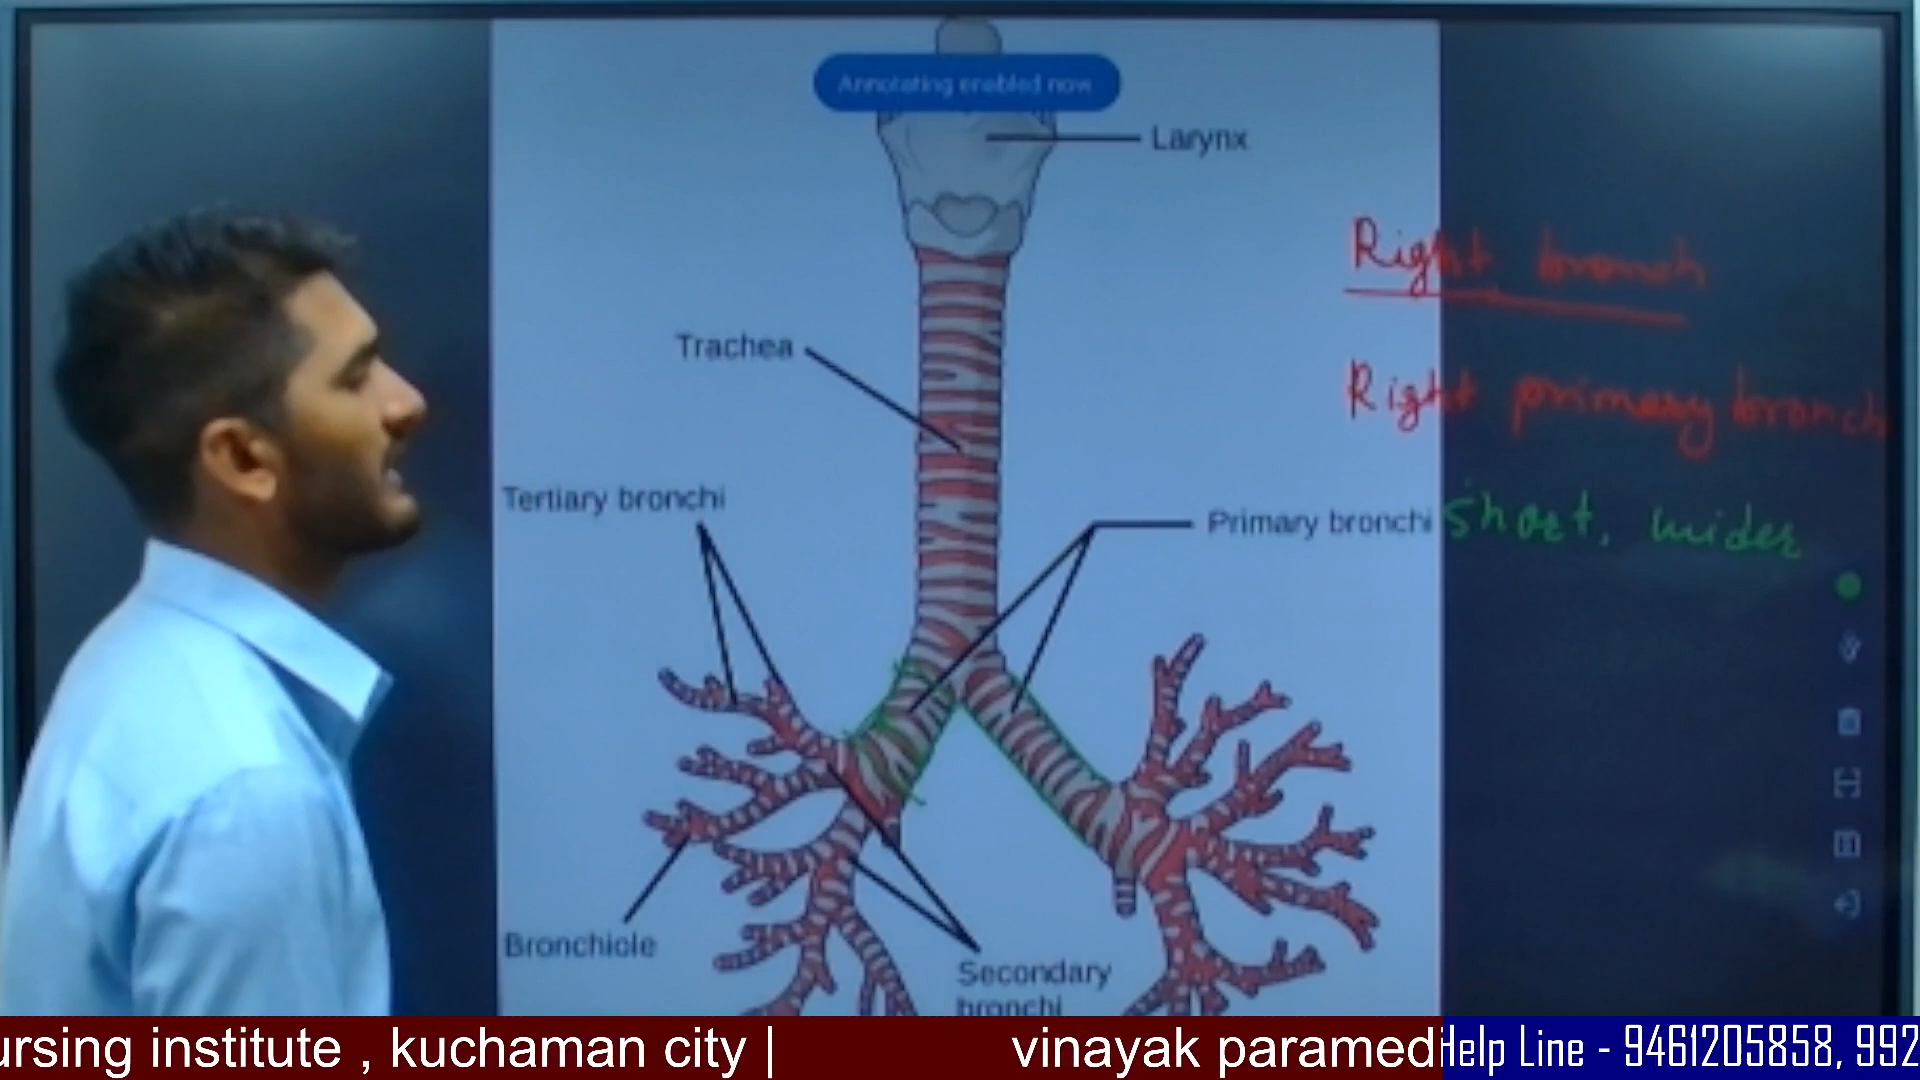 Annotating enabled now
Larynx
Right bronch
Trachea
Right primary bronch
Tertiary bronchi
Primary bronchi
short, wider
Bronchiole
Secondary
bronchi
ursing institute , kuchaman city |
vinayak paramedi
Help Line - 9461205858, 992